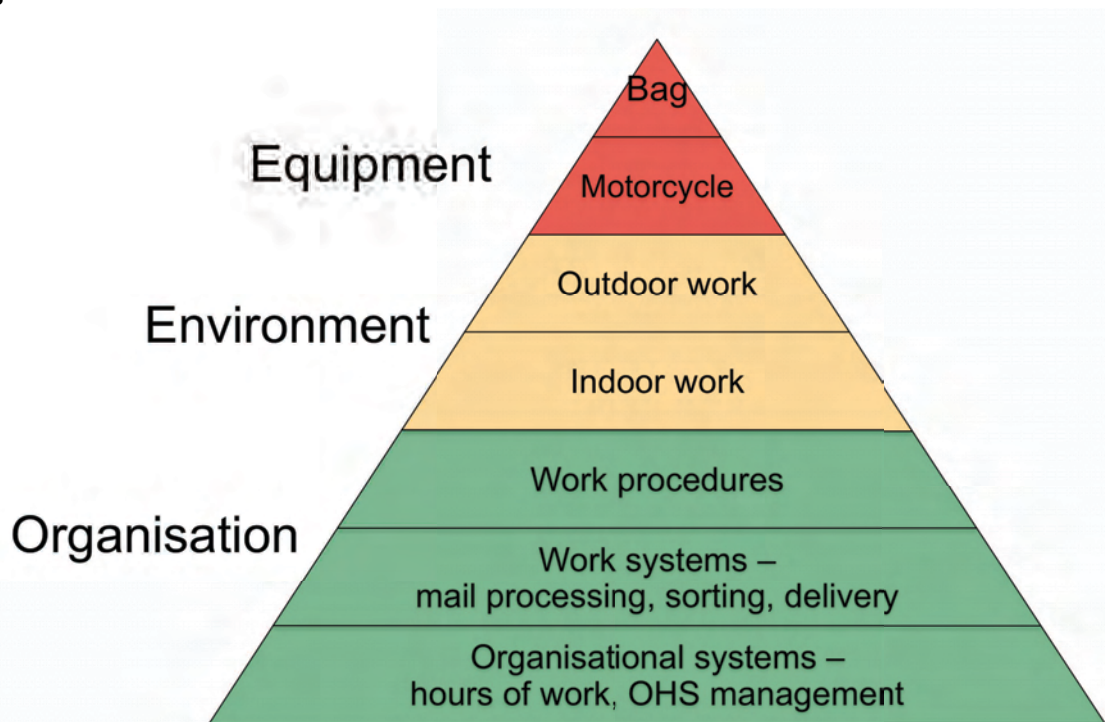 Bag
Equipment
Motorcycle
Outdoor work
Environment
Indoor work
Work procedures
Organisation
Work systems –
mail processing, sorting, delivery
Organisational systems –
hours of work, OHS management